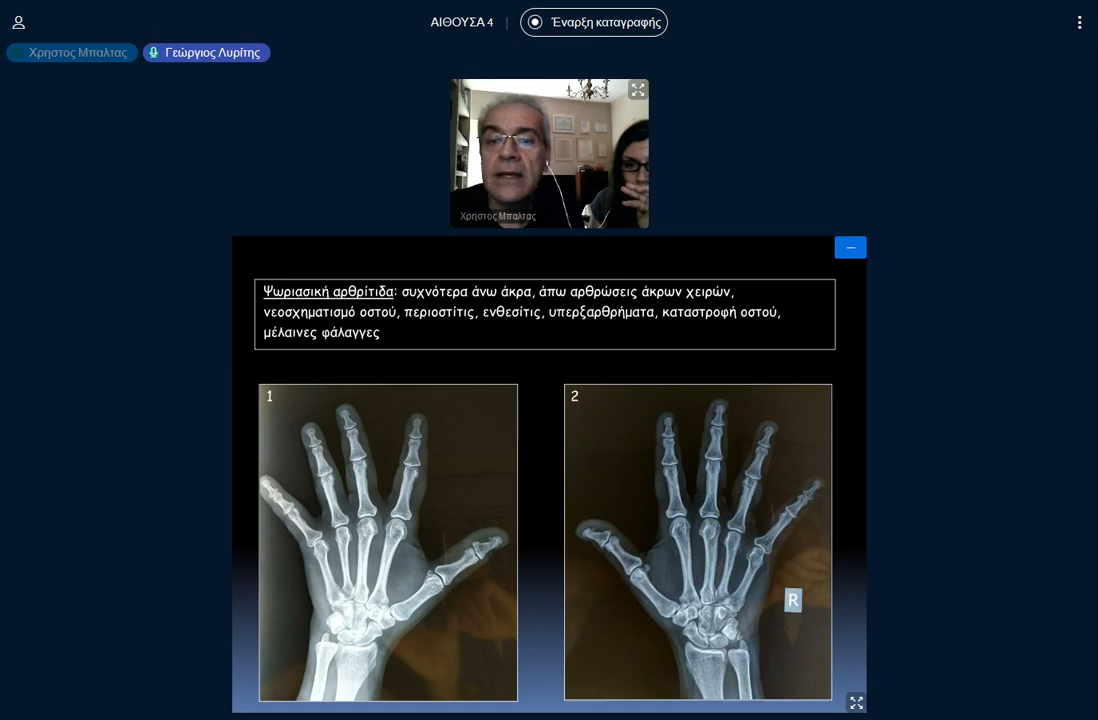 ΑΙΘΟΥΣΑ 4 | Έναρξη καταγραφής
Χρηστος Μπαλτας Γεώργιος Λυρίτης
Χρηστος Μπαλτας
Ψωριασική αρθρίτιδα: συχνότερα άνω άκρα, άπω αρθρώσεις άκρων χειρών,
νεοσχηματισμό οστού, περιοστίτις, ενθεσίτις, υπερξαρθρήματα, καταστροφή οστού,
μέλαινες φάλαγγες
1
2
R